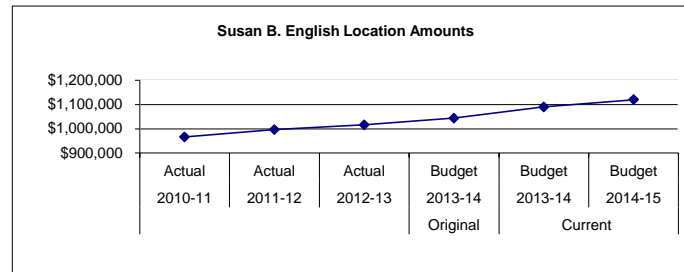 Susan B. English Location Amounts
$1,200,000
$1,100,000
$1,000,000
$900,000
Actual Actual Actual Budget Budget Budget
2010-11 2011-12 2012-13 2013-14 2013-14 2014-15
Original Current